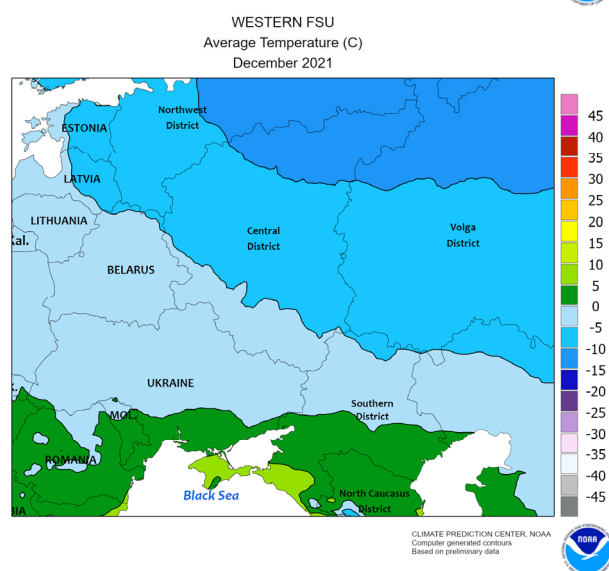 WESTERN FSU
Average Temperature (C)
December 2021
Northwest
District
ESTONIA
LATVIA
LITHUANIA
Kal.
Central
District
Volga
District
BELARUS
UKRAINE
Southern
District
MOL.
ROMANIA
Black Sea
North Caucasus
District
45
40
35
30
25
20
15
10
5
0
-5
-10
-15
-20
-25
-30
-35
-40
-45
CLIMATE PREDICTION CENTER, NOAA
Computer generated contours
Based on preliminary data
NOAA